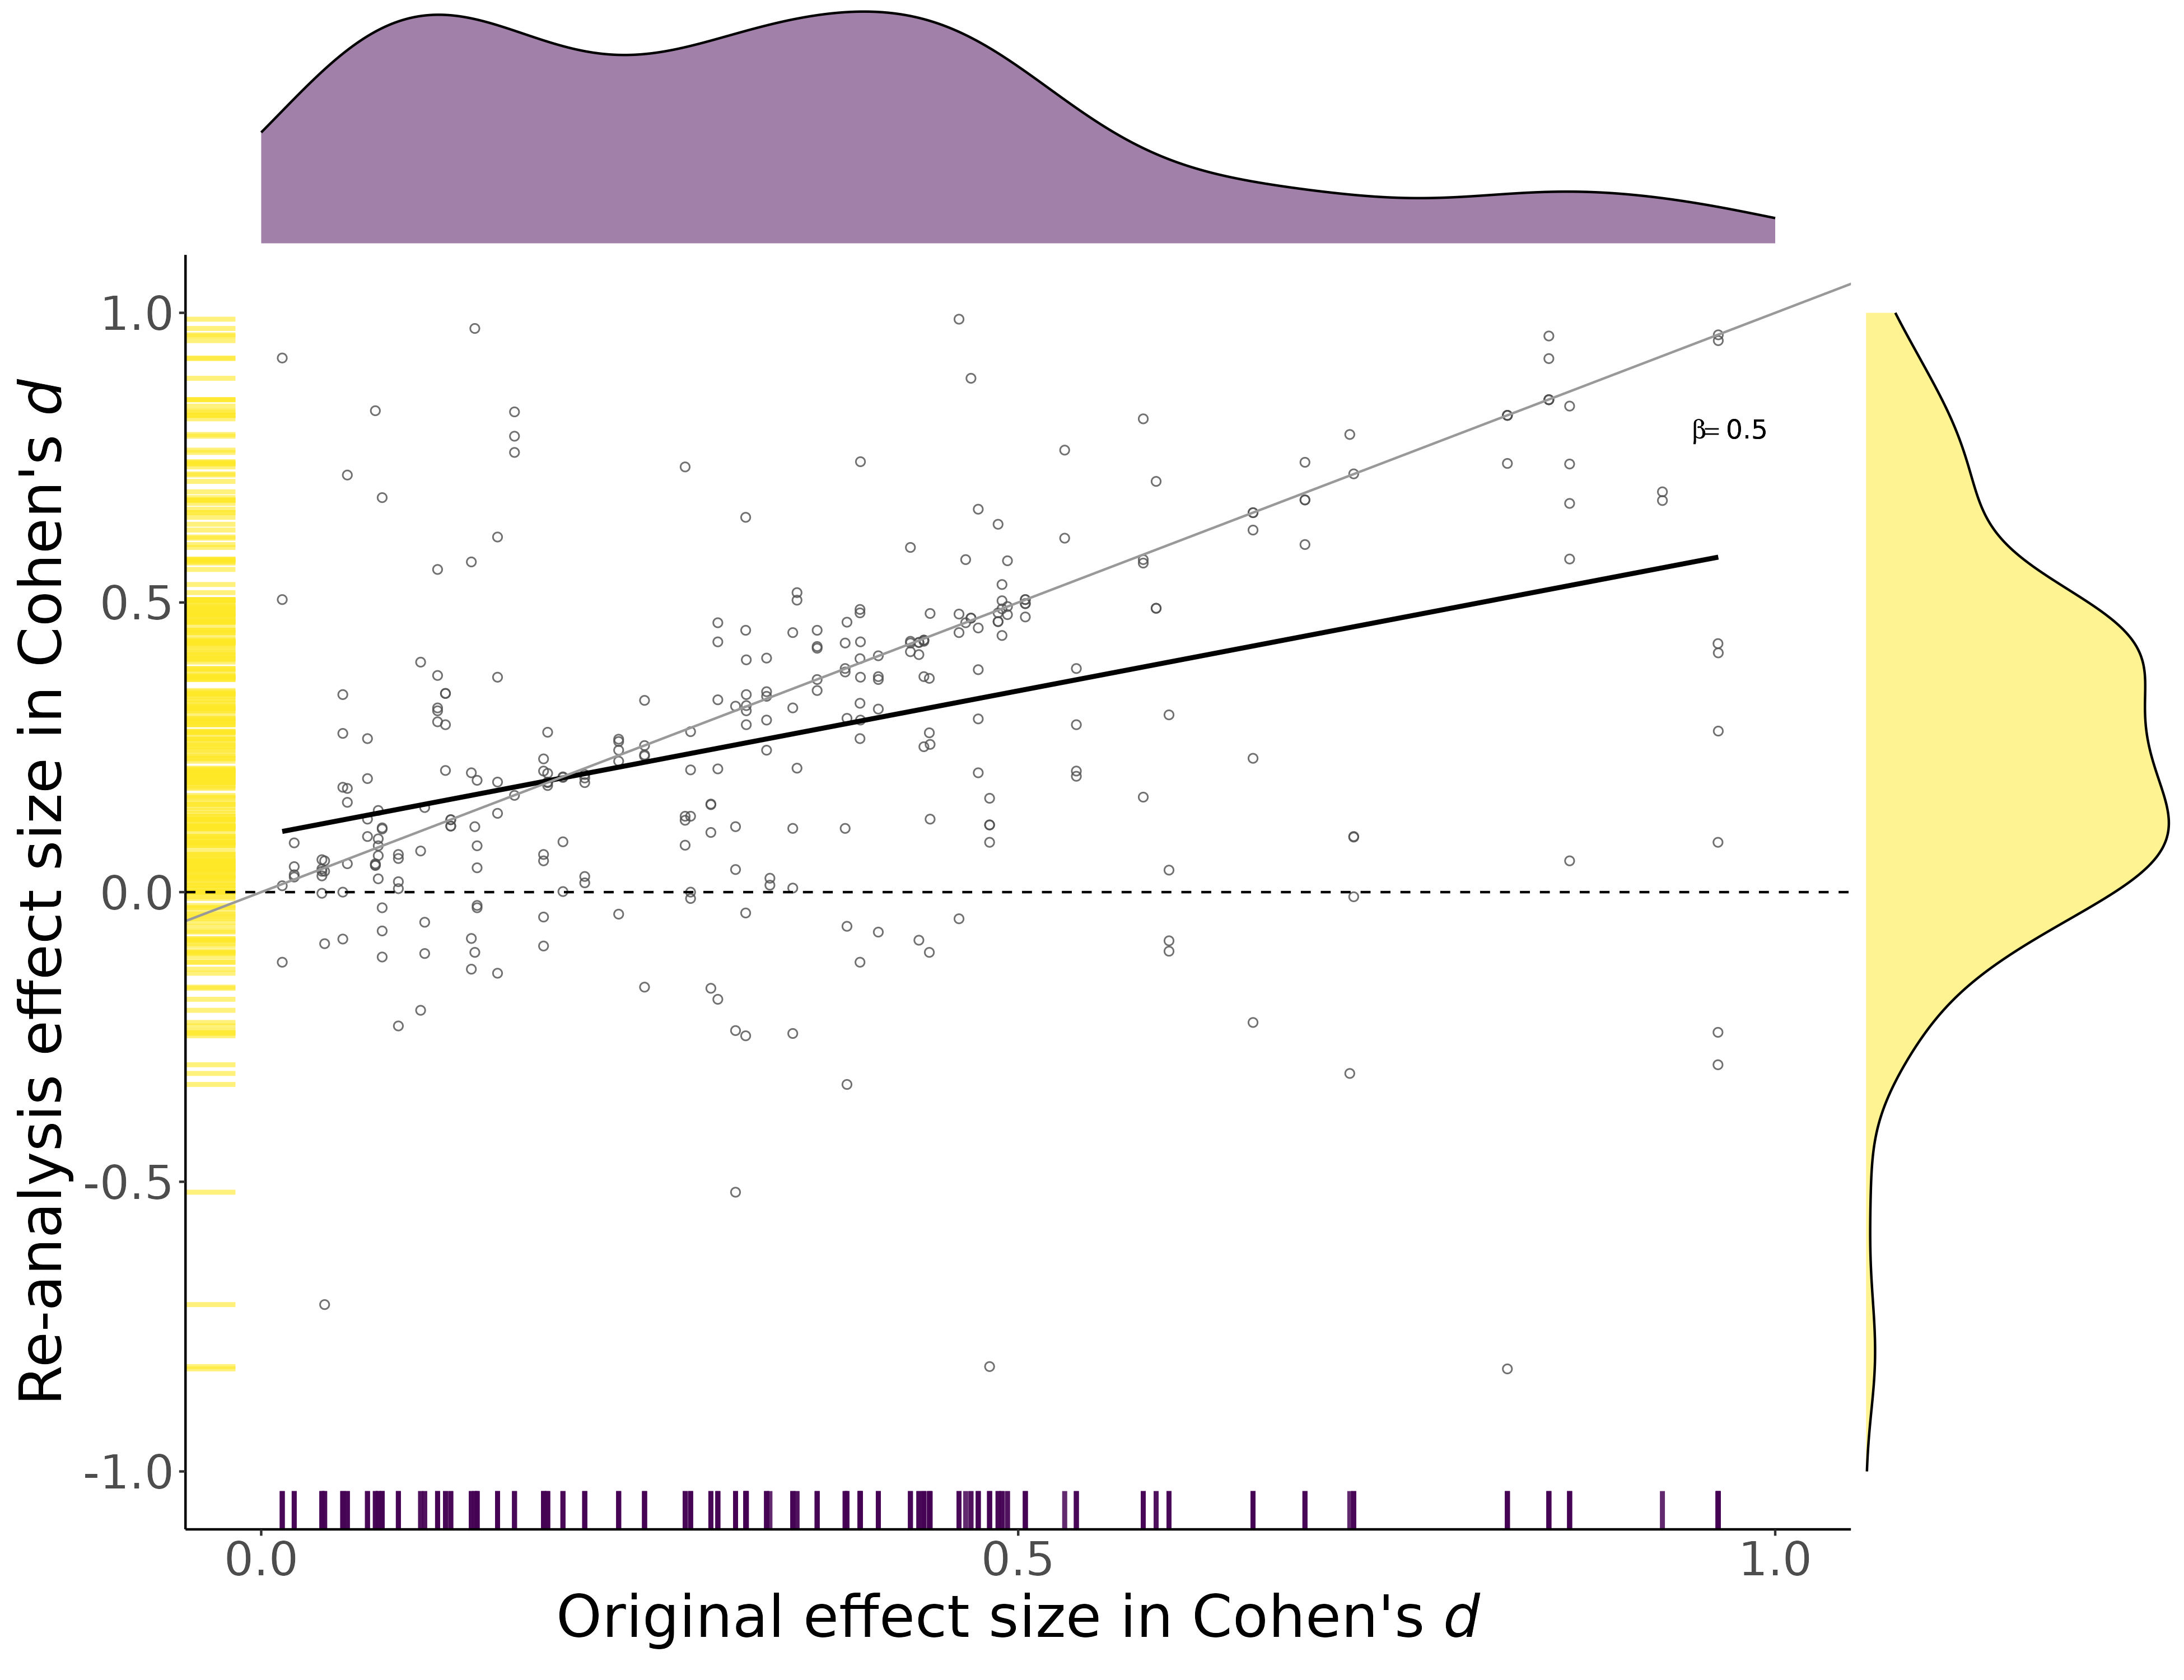 Re-analysis effect size in Cohen's d
1.0
0.5
0.0
-0.5
-1.0
β= 0.5
0.0 0.5 1.0
Original effect size in Cohen's d